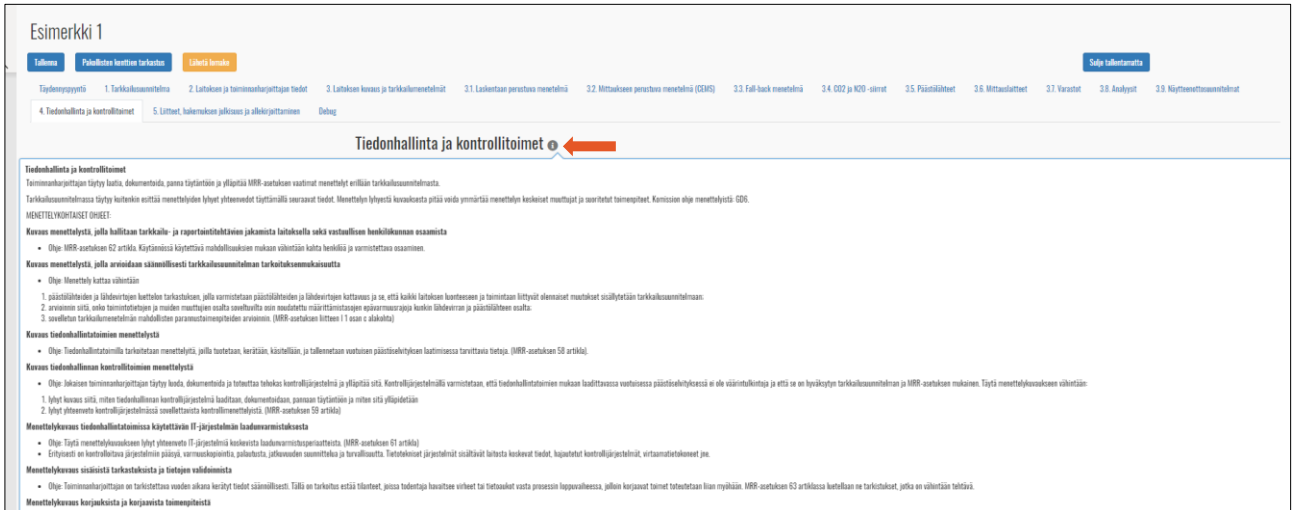 Esimerkki 1
Tallenna Pakollisten kenttien tarkastus Lähetä lomake Sulje tallentamatta
Täydennyspyyntö 1. Tarkkailusuunnitelma 2. Laitoksen ja toiminnanharjoittajan tiedot 3. Laitoksen kuvaus ja tarkkailumenetelmät 3.1. Laskentaan perustuva menetelmä 3.2. Mittaukseen perustuva menetelmä (CEMS) 3.3. Fall-back menetelmä 3.4. CO2 ja N2O -siirrot 3.5. Päästölähteet 3.6. Mittauslaitteet 3.7. Varastot 3.8. Analyysit 3.9. Näytteenottosuunnitelmat
4. Tiedonhallinta ja kontrollitoimet 5. Liitteet, hakemuksen julkisuus ja allekirjoittaminen Debug
Tiedonhallinta ja kontrollitoimet
Tiedonhallinta ja kontrollitoimet
Toiminnanharjoittajan täytyy laatia, dokumentoida, panna täytäntöön ja ylläpitää MRR-asetuksen vaatimat menettelyt erillään tarkkailusuunnitelmasta.
Tarkkailusuunnitelmassa täytyy kuitenkin esittää menettelyiden lyhyet yhteenvedot täyttämällä seuraavat tiedot. Menettelyn lyhyestä kuvauksesta pitää voida ymmärtää menettelyn keskeiset muuttujat ja suoritetut toimenpiteet. Komission ohje menettelyistä: GD6.
MENETTELYKOHTAISET OHJEET:
Kuvaus menettelystä, jolla hallitaan tarkkailu- ja raportointitehtävien jakamista laitoksella sekä vastuullisen henkilökunnan osaamista
• Ohje: MRR-asetuksen 62 artikla. Käytännössä käytettävä mahdollisuuksien mukaan vähintään kahta henkilöä ja varmistettava osaaminen.
Kuvaus menettelystä, jolla arvioidaan säännöllisesti tarkkailusuunnitelman tarkoituksenmukaisuutta
• Ohje: Menettely kattaa vähintään
1. päästölähteiden ja lähdevirtojen luettelon tarkastuksen, jolla varmistetaan päästölähteiden ja lähdevirtojen kattavuus ja se, että kaikki laitoksen luonteeseen ja toimintaan liittyvät olennaiset muutokset sisällytetään tarkkailusuunnitelmaan;
2. arvioinnin siitä, onko toimintotietojen ja muiden muuttujien osalta soveltuvilta osin noudatettu määrittämistasojen epävarmuusrajoja kunkin lähdevirran ja päästölähteen osalta;
3. sovelletun tarkkailumenetelmän mahdollisten parannustoimenpiteiden arvioinnin. (MRR-asetuksen liitteen I 1 osan c alakohta)
Kuvaus tiedonhallintatoimien menettelystä
• Ohje: Tiedonhallintatoimilla tarkoitetaan menettelyitä, joilla tuotetaan, kerätään, käsitellään, ja tallennetaan vuotuisen päästöselvityksen laatimisessa tarvittavia tietoja. (MRR-asetuksen 58 artikla).
Kuvaus tiedonhallinnan kontrollitoimien menettelystä
• Ohje: Jokaisen toiminnanharjoittajan täytyy luoda, dokumentoida ja toteuttaa tehokas kontrollijärjestelmä ja ylläpitää sitä. Kontrollijärjestelmällä varmistetaan, että tiedonhallintatoimien mukaan laadittavassa vuotuisessa päästöselvityksessä ei ole väärintulkintoja ja että se on hyväksytyn tarkkailusuunnitelman ja MRR-asetuksen mukainen. Täytä menettelykuvaukseen vähintään:
1. lyhyt kuvaus siitä, miten tiedonhallinnan kontrollijärjestelmä laaditaan, dokumentoidaan, pannaan täytäntöön ja miten sitä ylläpidetään
2. lyhyt yhteenveto kontrollijärjestelmässä sovellettavista kontrollimenettelyistä. (MRR-asetuksen 59 artikla)
Menettelykuvaus tiedonhallintatoimissa käytettävän IT-järjestelmän laadunvarmistuksesta
• Ohje: Täytä menettelykuvaukseen lyhyt yhteenveto IT-järjestelmiä koskevista laadunvarmistusperiaatteista. (MRR-asetuksen 61 artikla)
• Erityisesti on kontrolloitava järjestelmiin pääsyä, varmuuskopiointia, palautusta, jatkuvuuden suunnittelua ja turvallisuutta. Tietotekniset järjestelmät sisältävät laitosta koskevat tiedot, hajautetut kontrollijärjestelmät, virtaamatietokoneet jne.
Menettelykuvaus sisäisistä tarkastuksista ja tietojen validoinnista
• Ohje: Toiminnanharjoittajan on tarkistettava vuoden aikana kerätyt tiedot säännöllisesti. Tällä on tarkoitus estää tilanteet, joissa todentaja havaitsee virheet tai tietoaukot vasta prosessin loppuvaiheessa, jolloin korjaavat toimet toteutetaan liian myöhään. MRR-asetuksen 63 artiklassa luetellaan ne tarkistukset, jotka on vähintään tehtävä.
Menettelykuvaus korjauksista ja korjaavista toimenpiteistä